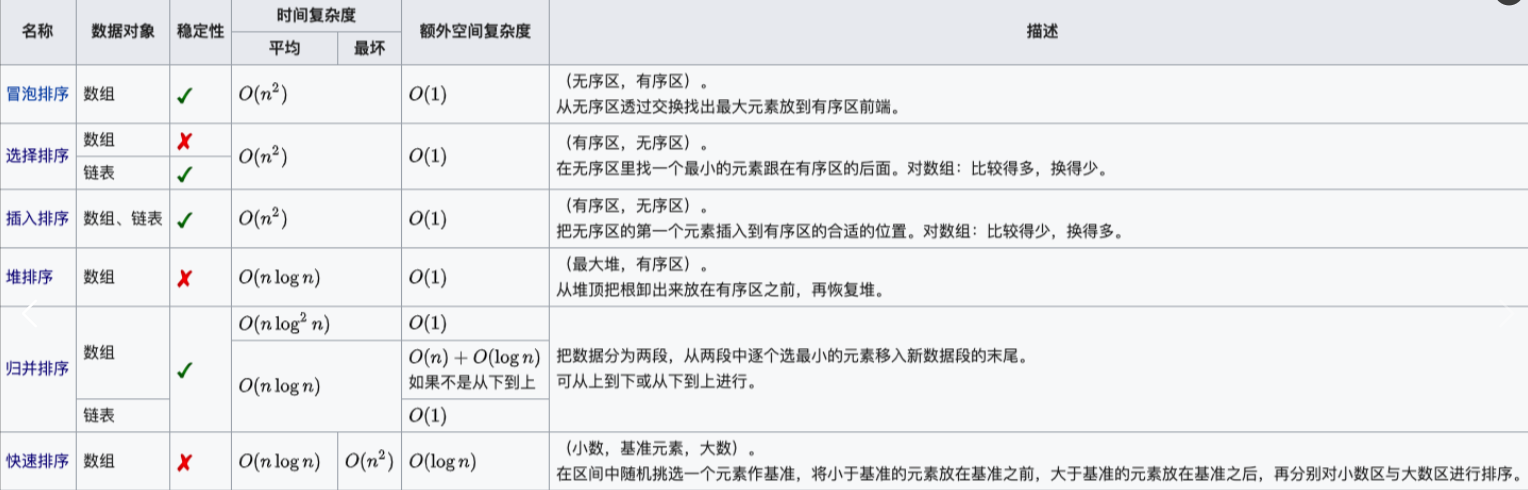 名称 数据对象 稳定性 时间复杂度 额外空间复杂度 描述
平均 最坏
冒泡排序 数组 ✓ O(n²) O(1) （无序区，有序区）。
从无序区透过交换找出最大元素放到有序区前端。
选择排序 数组 ✗ O(n²) O(1) （有序区，无序区）。
链表 ✓ 在无序区里找一个最小的元素跟在有序区的后面。对数组：比较得多，换得少。
插入排序 数组、链表 ✓ O(n²) O(1) （有序区，无序区）。
把无序区的第一个元素插入到有序区的合适的位置。对数组：比较得少，换得多。
堆排序 数组 ✗ O(n log n) O(1) （最大堆，有序区）。
从堆顶把根卸出来放在有序区之前，再恢复堆。
归并排序 数组 ✓ O(n log² n) O(1)
O(n log n) O(n) + O(log n) 把数据分为两段，从两段中逐个选最小的元素移入新数据段的末尾。
如果不是从下到上 可从上到下或从下到上进行。
链表 O(1)
快速排序 数组 ✗ O(n log n) O(n²) O(log n) （小数，基准元素，大数）。
在区间中随机挑选一个元素作基准，将小于基准的元素放在基准之前，大于基准的元素放在基准之后，再分别对小数区与大数区进行排序。